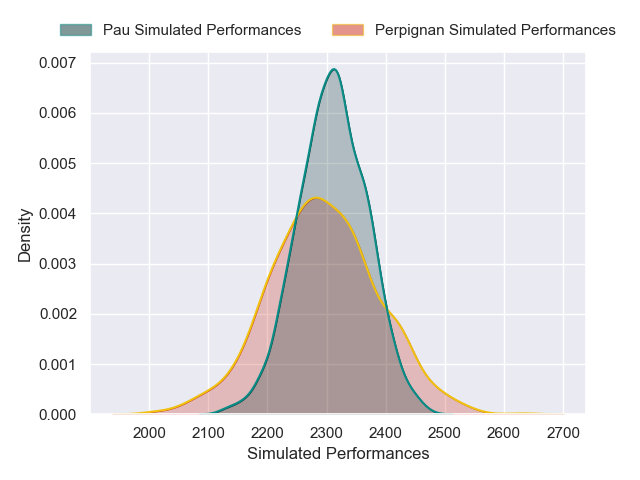 Pau Simulated Performances
Perpignan Simulated Performances
0.007
0.006
0.005
0.004
0.003
0.002
0.001
0.000
Density
2000 2100 2200 2300 2400 2500 2600 2700
Simulated Performances